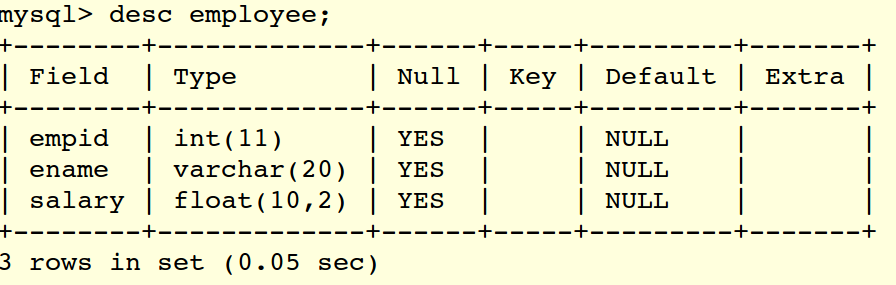 mysql> desc employee;
+--------+-------------+------+-----+---------+-------+
| Field  | Type        | Null | Key | Default | Extra |
+--------+-------------+------+-----+---------+-------+
| empid  | int(11)     | YES  |     | NULL    |       |
| ename  | varchar(20) | YES  |     | NULL    |       |
| salary | float(10,2) | YES  |     | NULL    |       |
+--------+-------------+------+-----+---------+-------+
3 rows in set (0.05 sec)